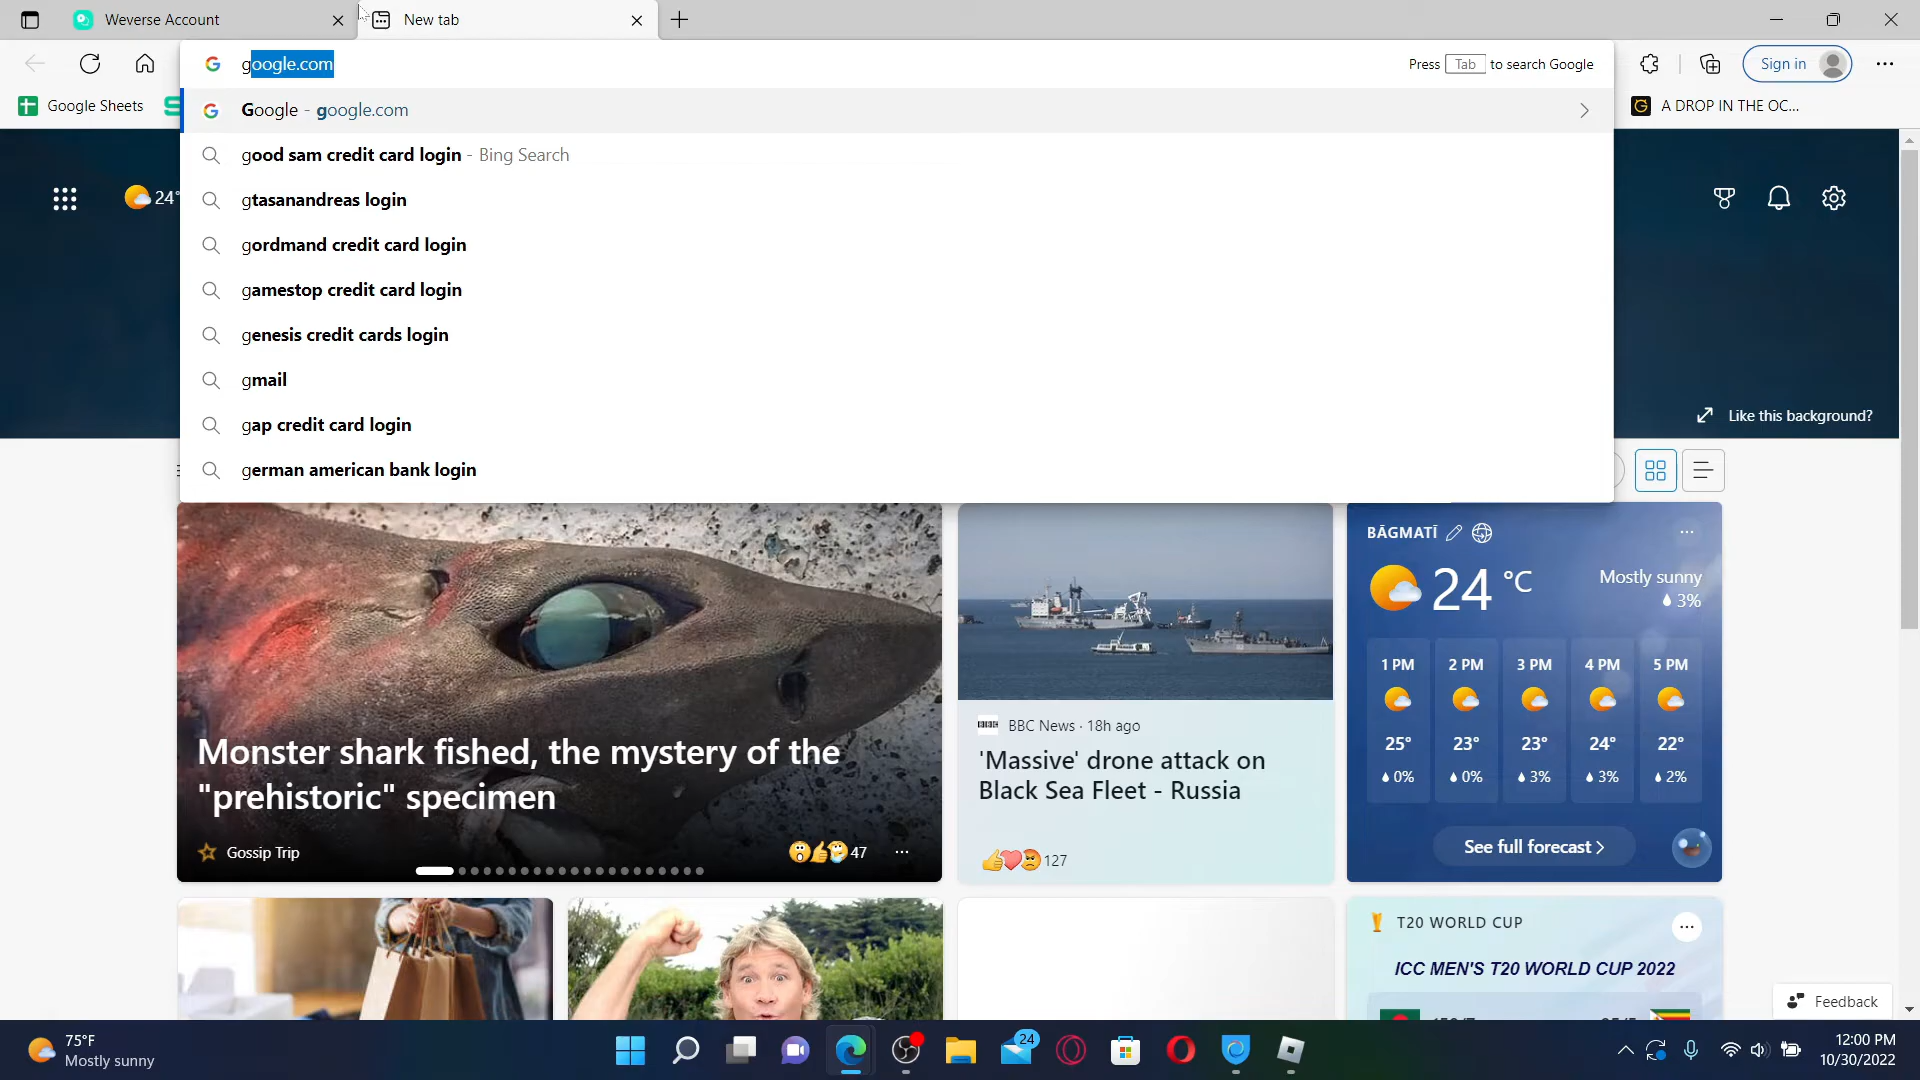 Weverse Account
New tab
google.com
Press Tab to search Google
Sign in
Google Sheets
A DROP IN THE OC...
Google - google.com
good sam credit card login - Bing Search
gtasanandreas login
gordmand credit card login
gamestop credit card login
genesis credit cards login
gmail
gap credit card login
german american bank login
24°
Like this background?
Monster shark fished, the mystery of the
"prehistoric" specimen
Gossip Trip
47
BBC News · 18h ago
'Massive' drone attack on
Black Sea Fleet - Russia
127
BĀGMATĪ
24 °C
Mostly sunny
3%
1 PM 2 PM 3 PM 4 PM 5 PM
25° 23° 23° 24° 22°
0% 0% 3% 3% 2%
See full forecast
T20 WORLD CUP
ICC MEN'S T20 WORLD CUP 2022
Feedback
75°F
Mostly sunny
24
12:00 PM
10/30/2022